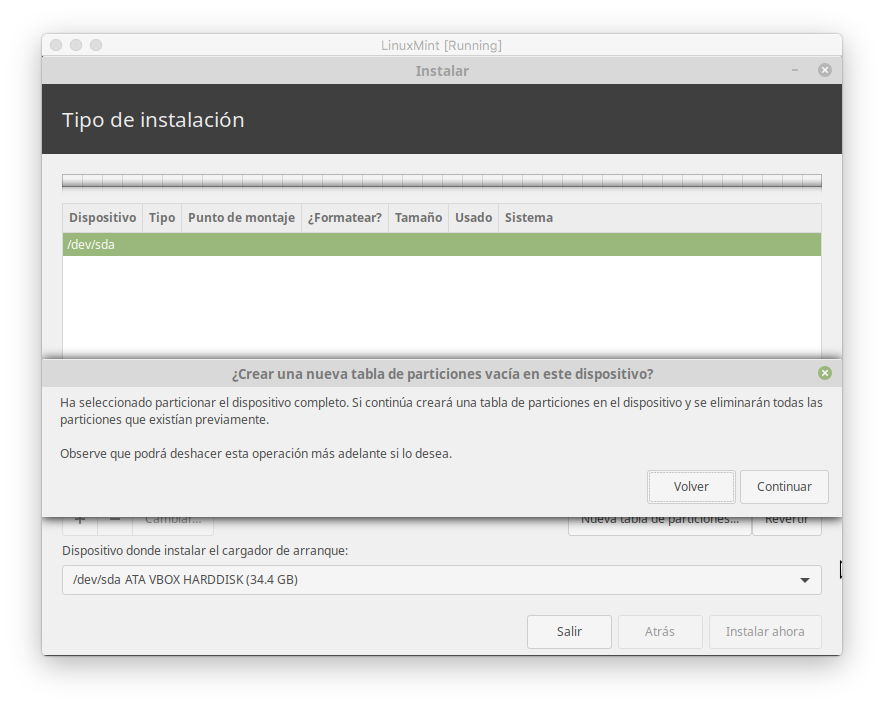 LinuxMint [Running]
Instalar
Tipo de instalación
Dispositivo Tipo Punto de montaje ¿Formatear? Tamaño Usado Sistema
/dev/sda
¿Crear una nueva tabla de particiones vacía en este dispositivo?
Ha seleccionado particionar el dispositivo completo. Si continúa creará una tabla de particiones en el dispositivo y se eliminarán todas las
particiones que existían previamente.
Observe que podrá deshacer esta operación más adelante si lo desea.
Volver Continuar
+ − Cambiar... Nueva tabla de particiones... Revertir
Dispositivo donde instalar el cargador de arranque:
/dev/sda ATA VBOX HARDDISK (34.4 GB)
Salir Atrás Instalar ahora